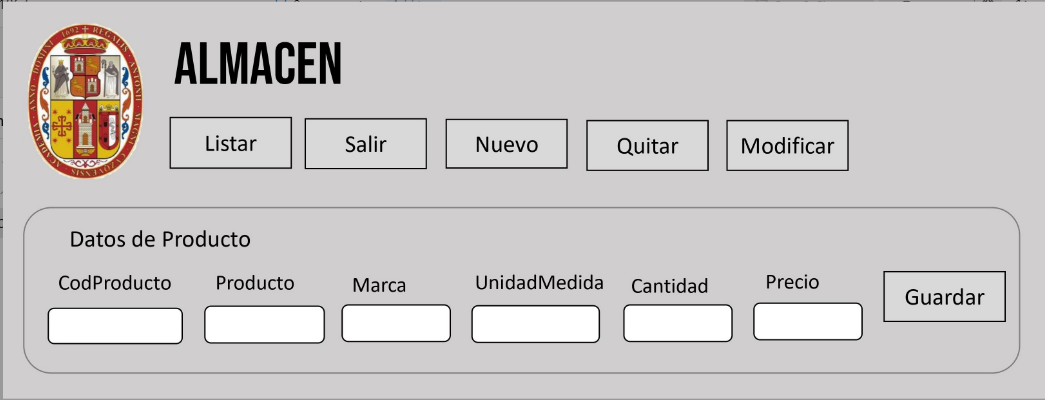 ALMACEN
Listar Salir Nuevo Quitar Modificar
Datos de Producto
CodProducto Producto Marca UnidadMedida Cantidad Precio
Guardar